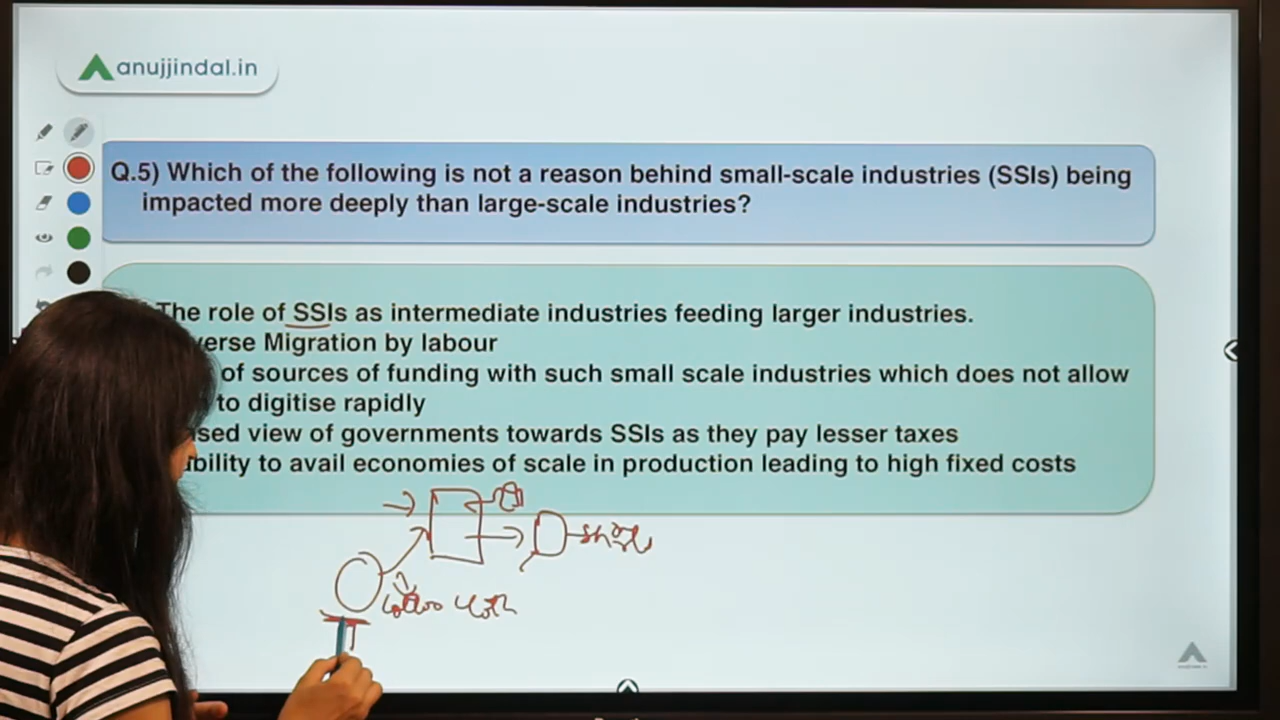 anujjindal.in
Q.5) Which of the following is not a reason behind small-scale industries (SSIs) being
impacted more deeply than large-scale industries?
The role of SSIs as intermediate industries feeding larger industries.
verse Migration by labour
of sources of funding with such small scale industries which does not allow
to digitise rapidly
sed view of governments towards SSIs as they pay lesser taxes
bility to avail economies of scale in production leading to high fixed costs